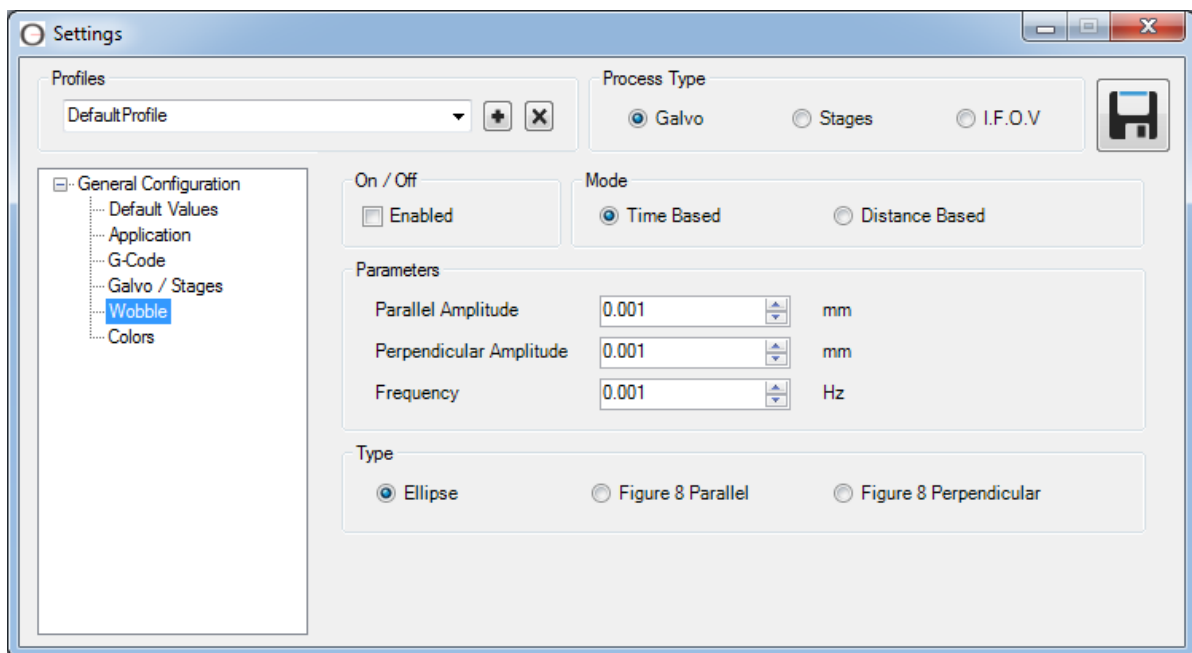 Settings
Profiles
DefaultProfile
Process Type
Galvo
Stages
I.F.O.V
General Configuration
Default Values
Application
G-Code
Galvo / Stages
Wobble
Colors
On / Off
Enabled
Mode
Time Based
Distance Based
Parameters
Parallel Amplitude 0.001 mm
Perpendicular Amplitude 0.001 mm
Frequency 0.001 Hz
Type
Ellipse
Figure 8 Parallel
Figure 8 Perpendicular